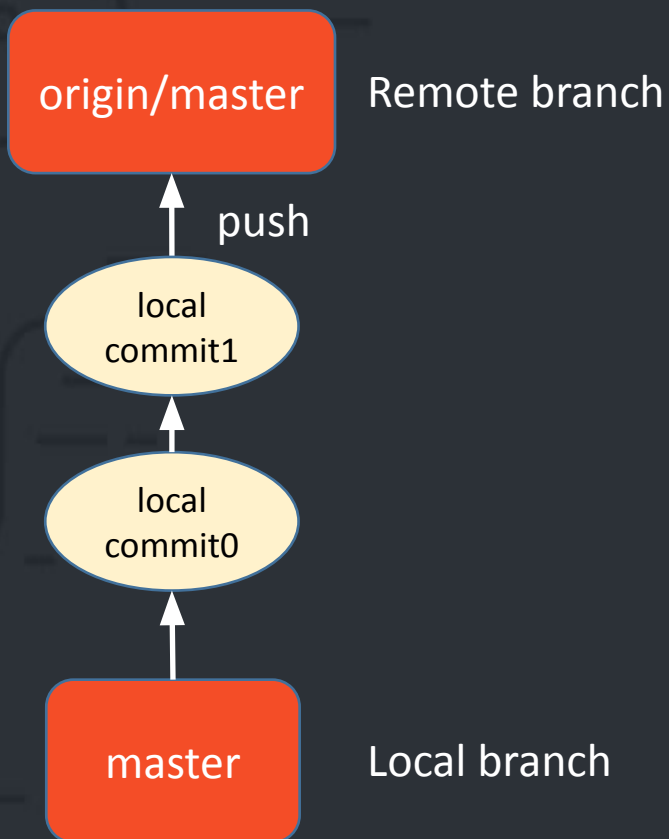 origin/master
Remote branch
push
local
commit1
local
commit0
master
Local branch